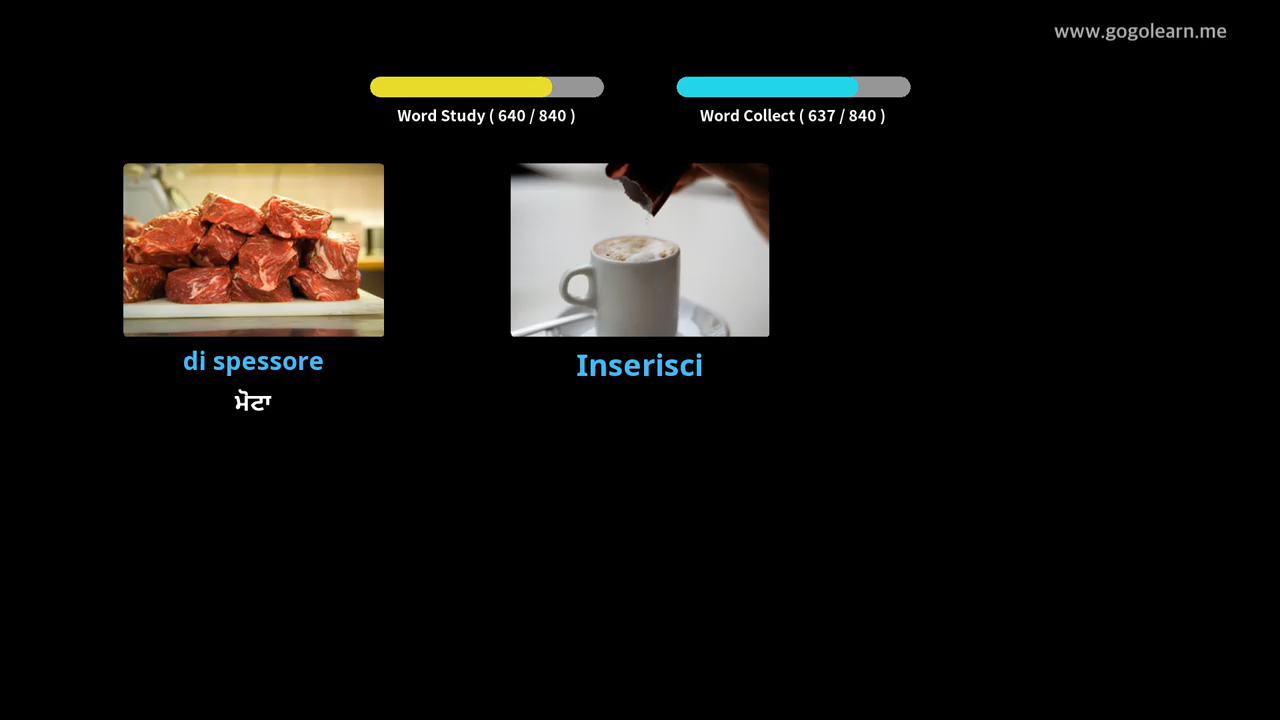 www.gogolearn.me
Word Study ( 640 / 840 )
Word Collect ( 637 / 840 )
di spessore
ਮੋਟਾ
Inserisci